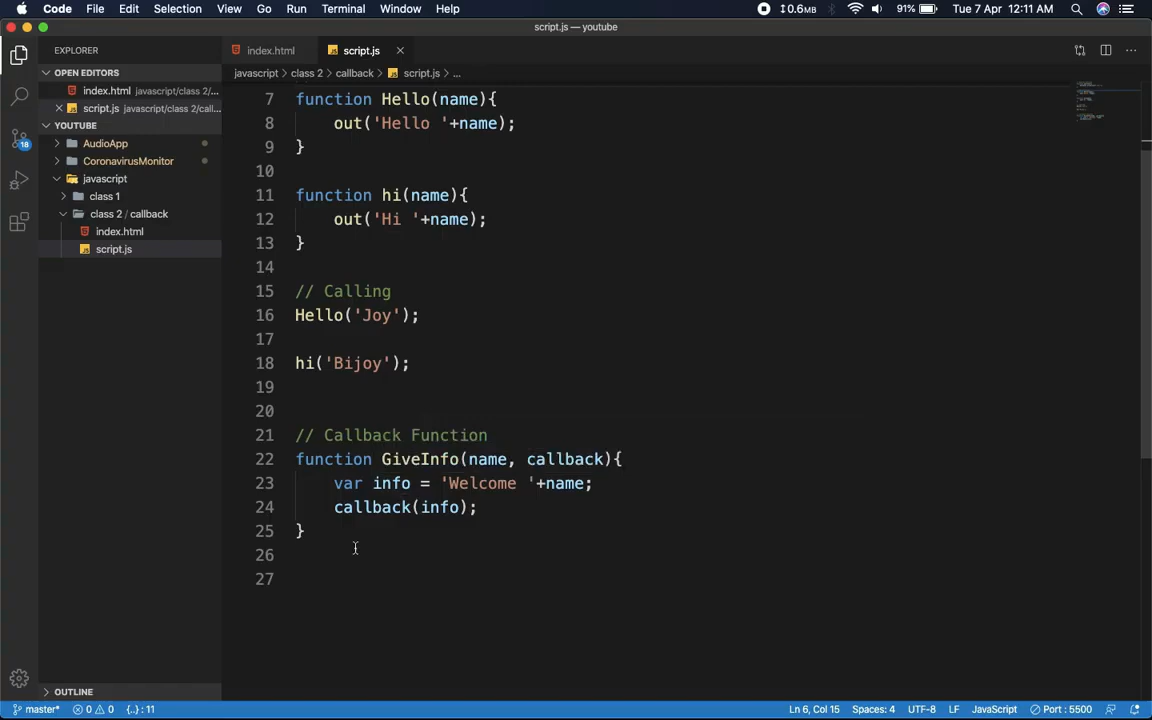 Code File Edit Selection View Go Run Terminal Window Help
0.6MB 91% Tue 7 Apr 12:11 AM
script.js — youtube
EXPLORER
index.html
script.js
OPEN EDITORS
javascript > class 2 > callback > script.js > ...
index.html javascript/class 2/...
script.js javascript/class 2/call...
YOUTUBE
AudioApp
CoronavirusMonitor
javascript
class 1
class 2 / callback
index.html
script.js
7 function Hello(name){
8 out('Hello '+name);
9 }
10
11 function hi(name){
12 out('Hi '+name);
13 }
14
15 // Calling
16 Hello('Joy');
17
18 hi('Bijoy');
19
20
21 // Callback Function
22 function GiveInfo(name, callback){
23 var info = 'Welcome '+name;
24 callback(info);
25 }
26
27
18
OUTLINE
master* 0 0 {..} : 11
Ln 6, Col 15 Spaces: 4 UTF-8 LF JavaScript Port : 5500